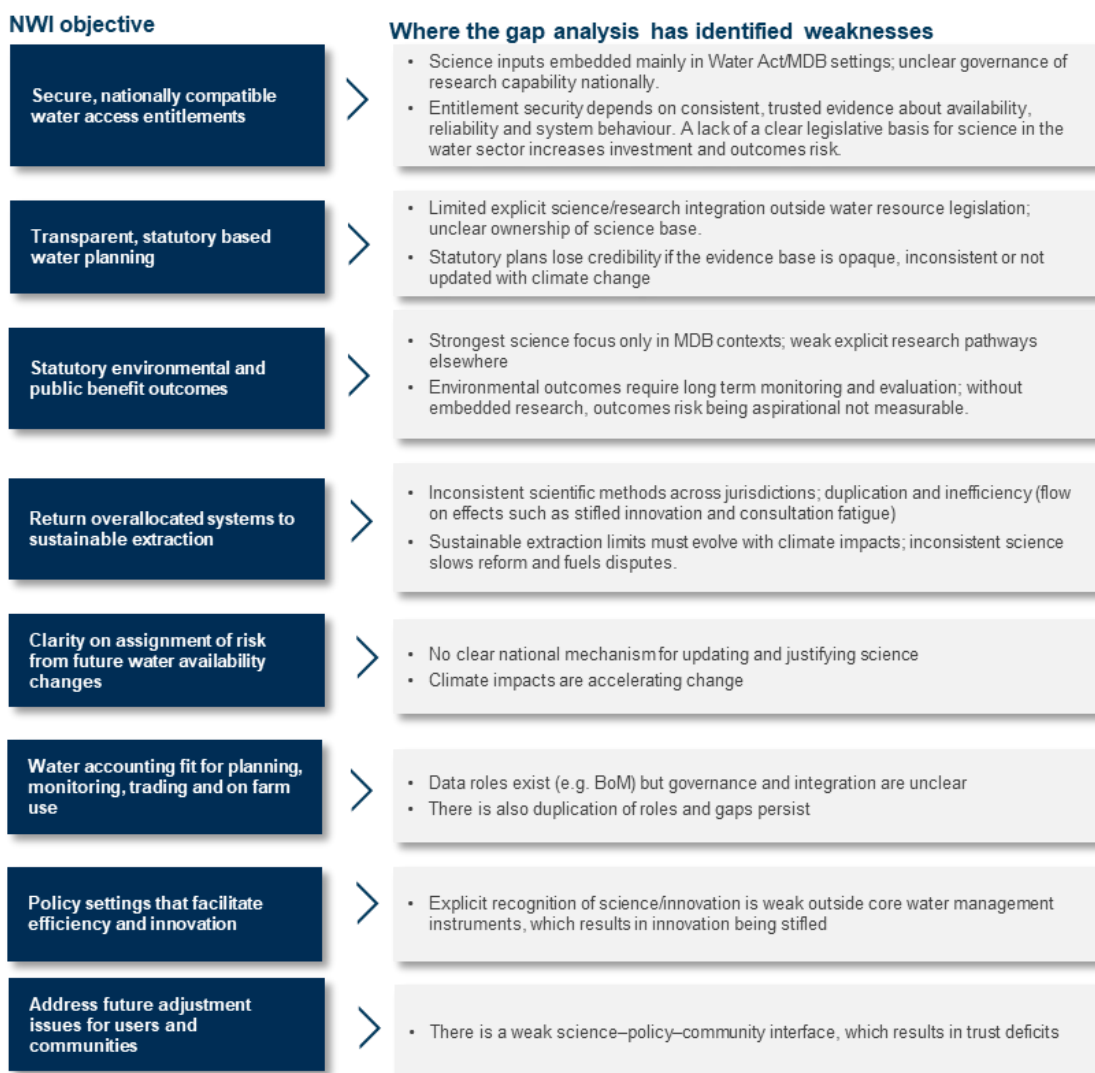 NWI objective
Where the gap analysis has identified weaknesses
Secure, nationally compatible
water access entitlements
• Science inputs embedded mainly in Water Act/MDB settings; unclear governance of
research capability nationally.
• Entitlement security depends on consistent, trusted evidence about availability,
reliability and system behaviour. A lack of a clear legislative basis for science in the
water sector increases investment and outcomes risk.
Transparent, statutory based
water planning
• Limited explicit science/research integration outside water resource legislation;
unclear ownership of science base.
• Statutory plans lose credibility if the evidence base is opaque, inconsistent or not
updated with climate change
Statutory environmental and
public benefit outcomes
• Strongest science focus only in MDB contexts; weak explicit research pathways
elsewhere
• Environmental outcomes require long term monitoring and evaluation; without
embedded research, outcomes risk being aspirational not measurable.
Return overallocated systems to
sustainable extraction
• Inconsistent scientific methods across jurisdictions; duplication and inefficiency (flow
on effects such as stifled innovation and consultation fatigue)
• Sustainable extraction limits must evolve with climate impacts; inconsistent science
slows reform and fuels disputes.
Clarity on assignment of risk
from future water availability
changes
• No clear national mechanism for updating and justifying science
• Climate impacts are accelerating change
Water accounting fit for planning,
monitoring, trading and on farm
use
• Data roles exist (e.g. BoM) but governance and integration are unclear
• There is also duplication of roles and gaps persist
Policy settings that facilitate
efficiency and innovation
• Explicit recognition of science/innovation is weak outside core water management
instruments, which results in innovation being stifled
Address future adjustment
issues for users and
communities
• There is a weak science–policy–community interface, which results in trust deficits